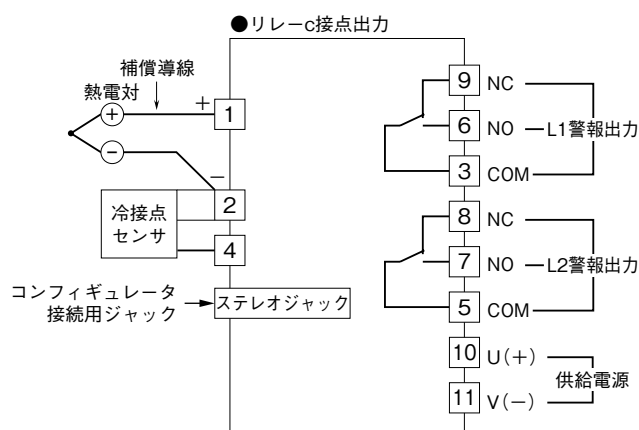 ●リレーc接点出力
補償導線
熱電対
+
+
−
−
1
2
4
冷接点
センサ
コンフィギュレータ
接続用ジャック
ステレオジャック
9 NC
6 NO L1警報出力
3 COM
8 NC
7 NO L2警報出力
5 COM
10 U(+)
供給電源
11 V(−)